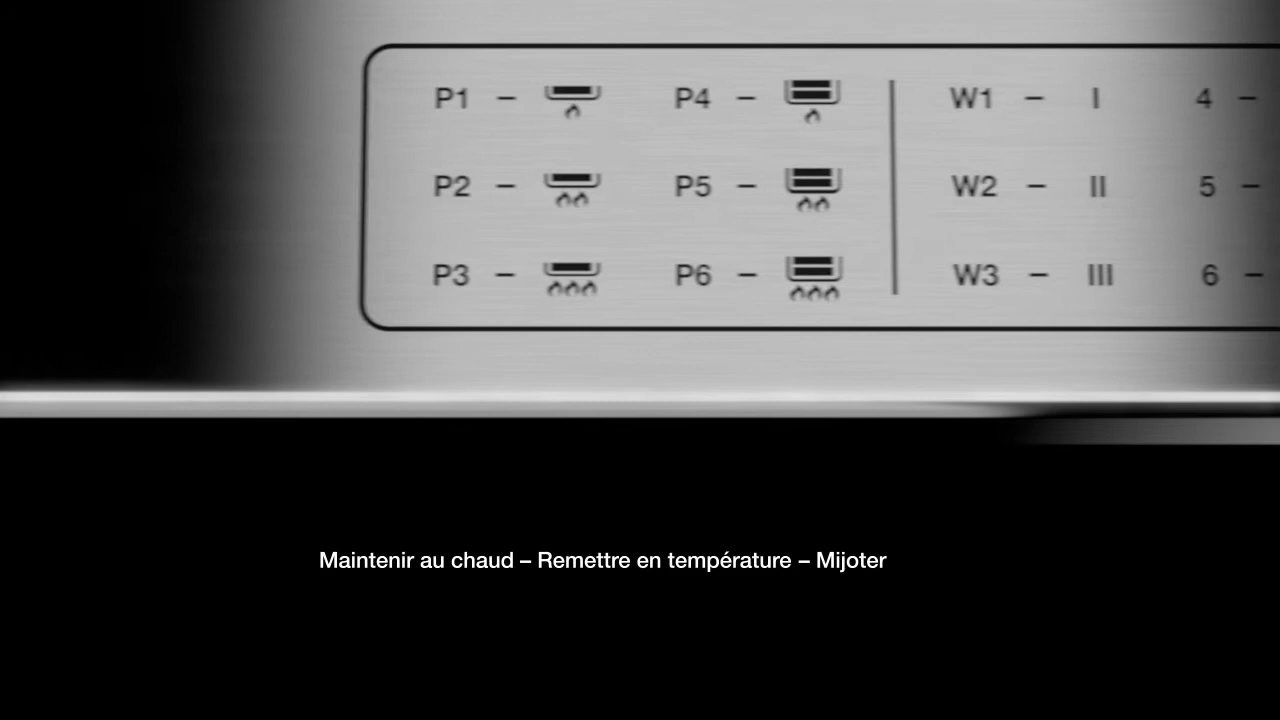 P1 – P4 – W1 – I 4 –
P2 – P5 – W2 – II 5 –
P3 – P6 – W3 – III 6 –
Maintenir au chaud – Remettre en température – Mijoter